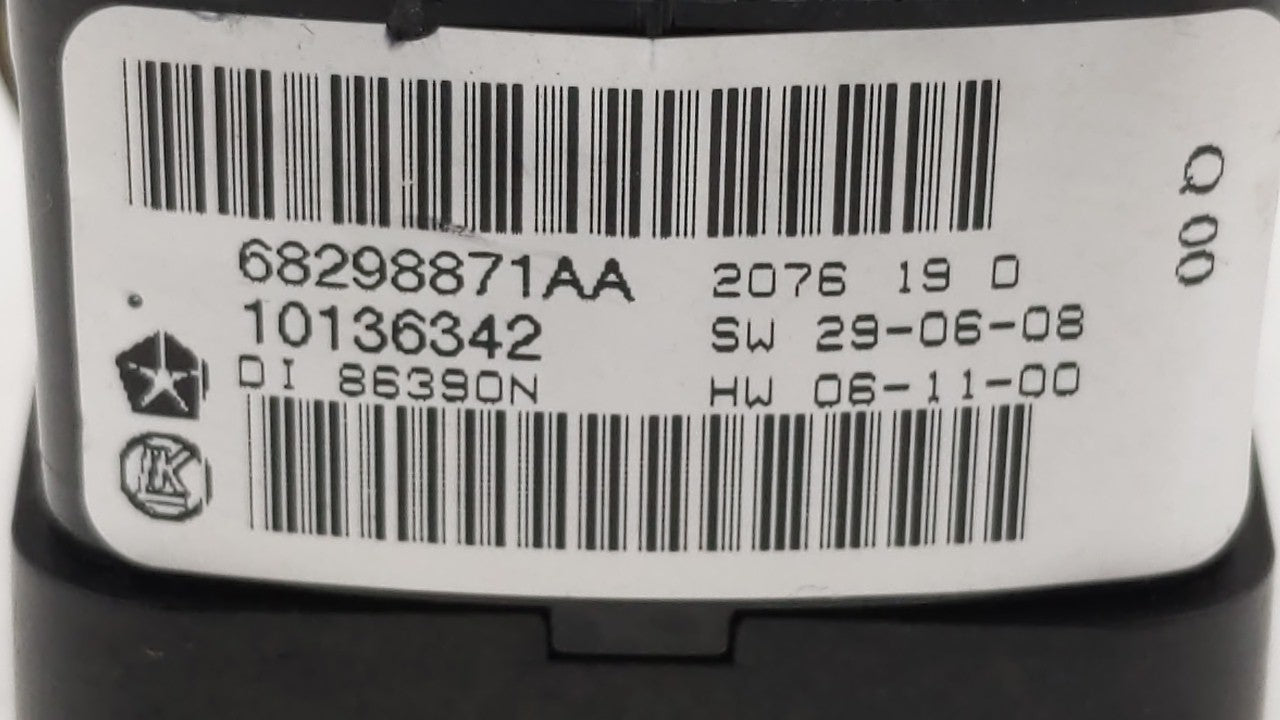 68298871AA 2076 19 D
10136342 SW 29-06-08
DI 86390N HW 06-11-00
Q 00
K